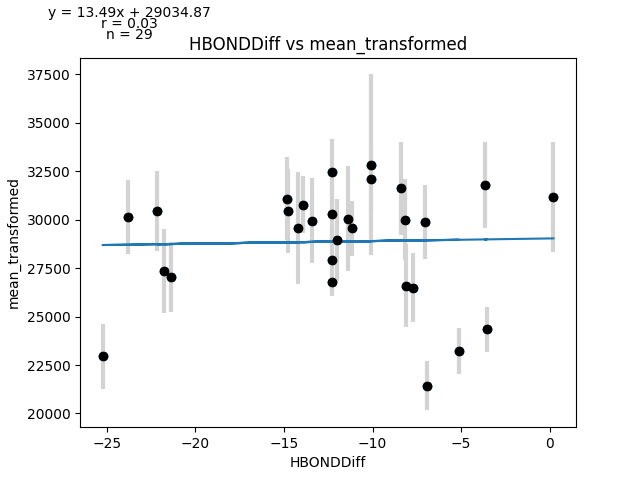 y = 13.49x + 29034.87
r = 0.03
n = 29
HBONDDiff vs mean_transformed
37500
35000
32500
30000
27500
25000
22500
20000
mean_transformed
−25
−20
−15
−10
−5
0
HBONDDiff